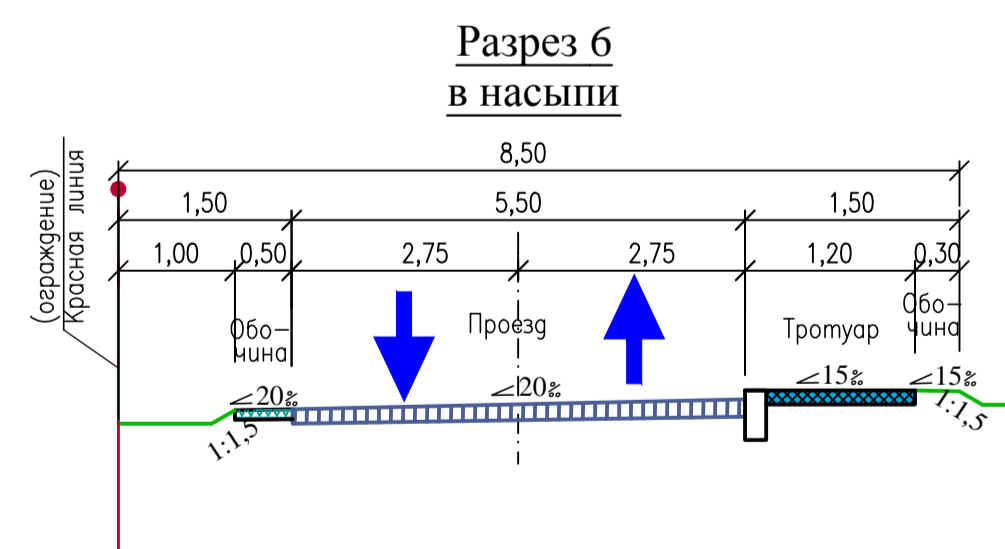 Разрез 6
в насыпи
8,50
1,50 5,50 1,50
1,00 0,50 2,75 2,75 1,20 0,30
(ограждение)
Красная линия
Обо-
чина
Проезд
Тротуар
Обо-
чина
∠20‰ ∠20‰ ∠15‰ ∠15‰
1:1,5 1:1,5